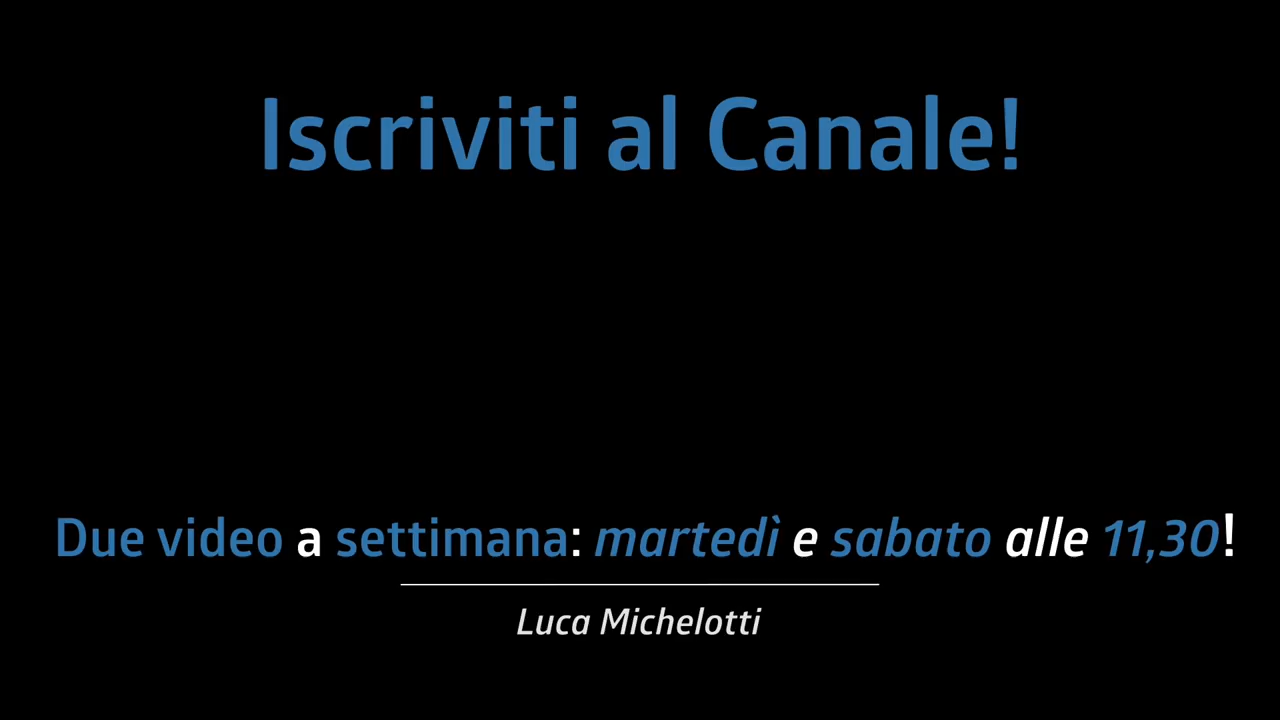 Iscriviti al Canale!
Due video a settimana: martedì e sabato alle 11,30!
Luca Michelotti